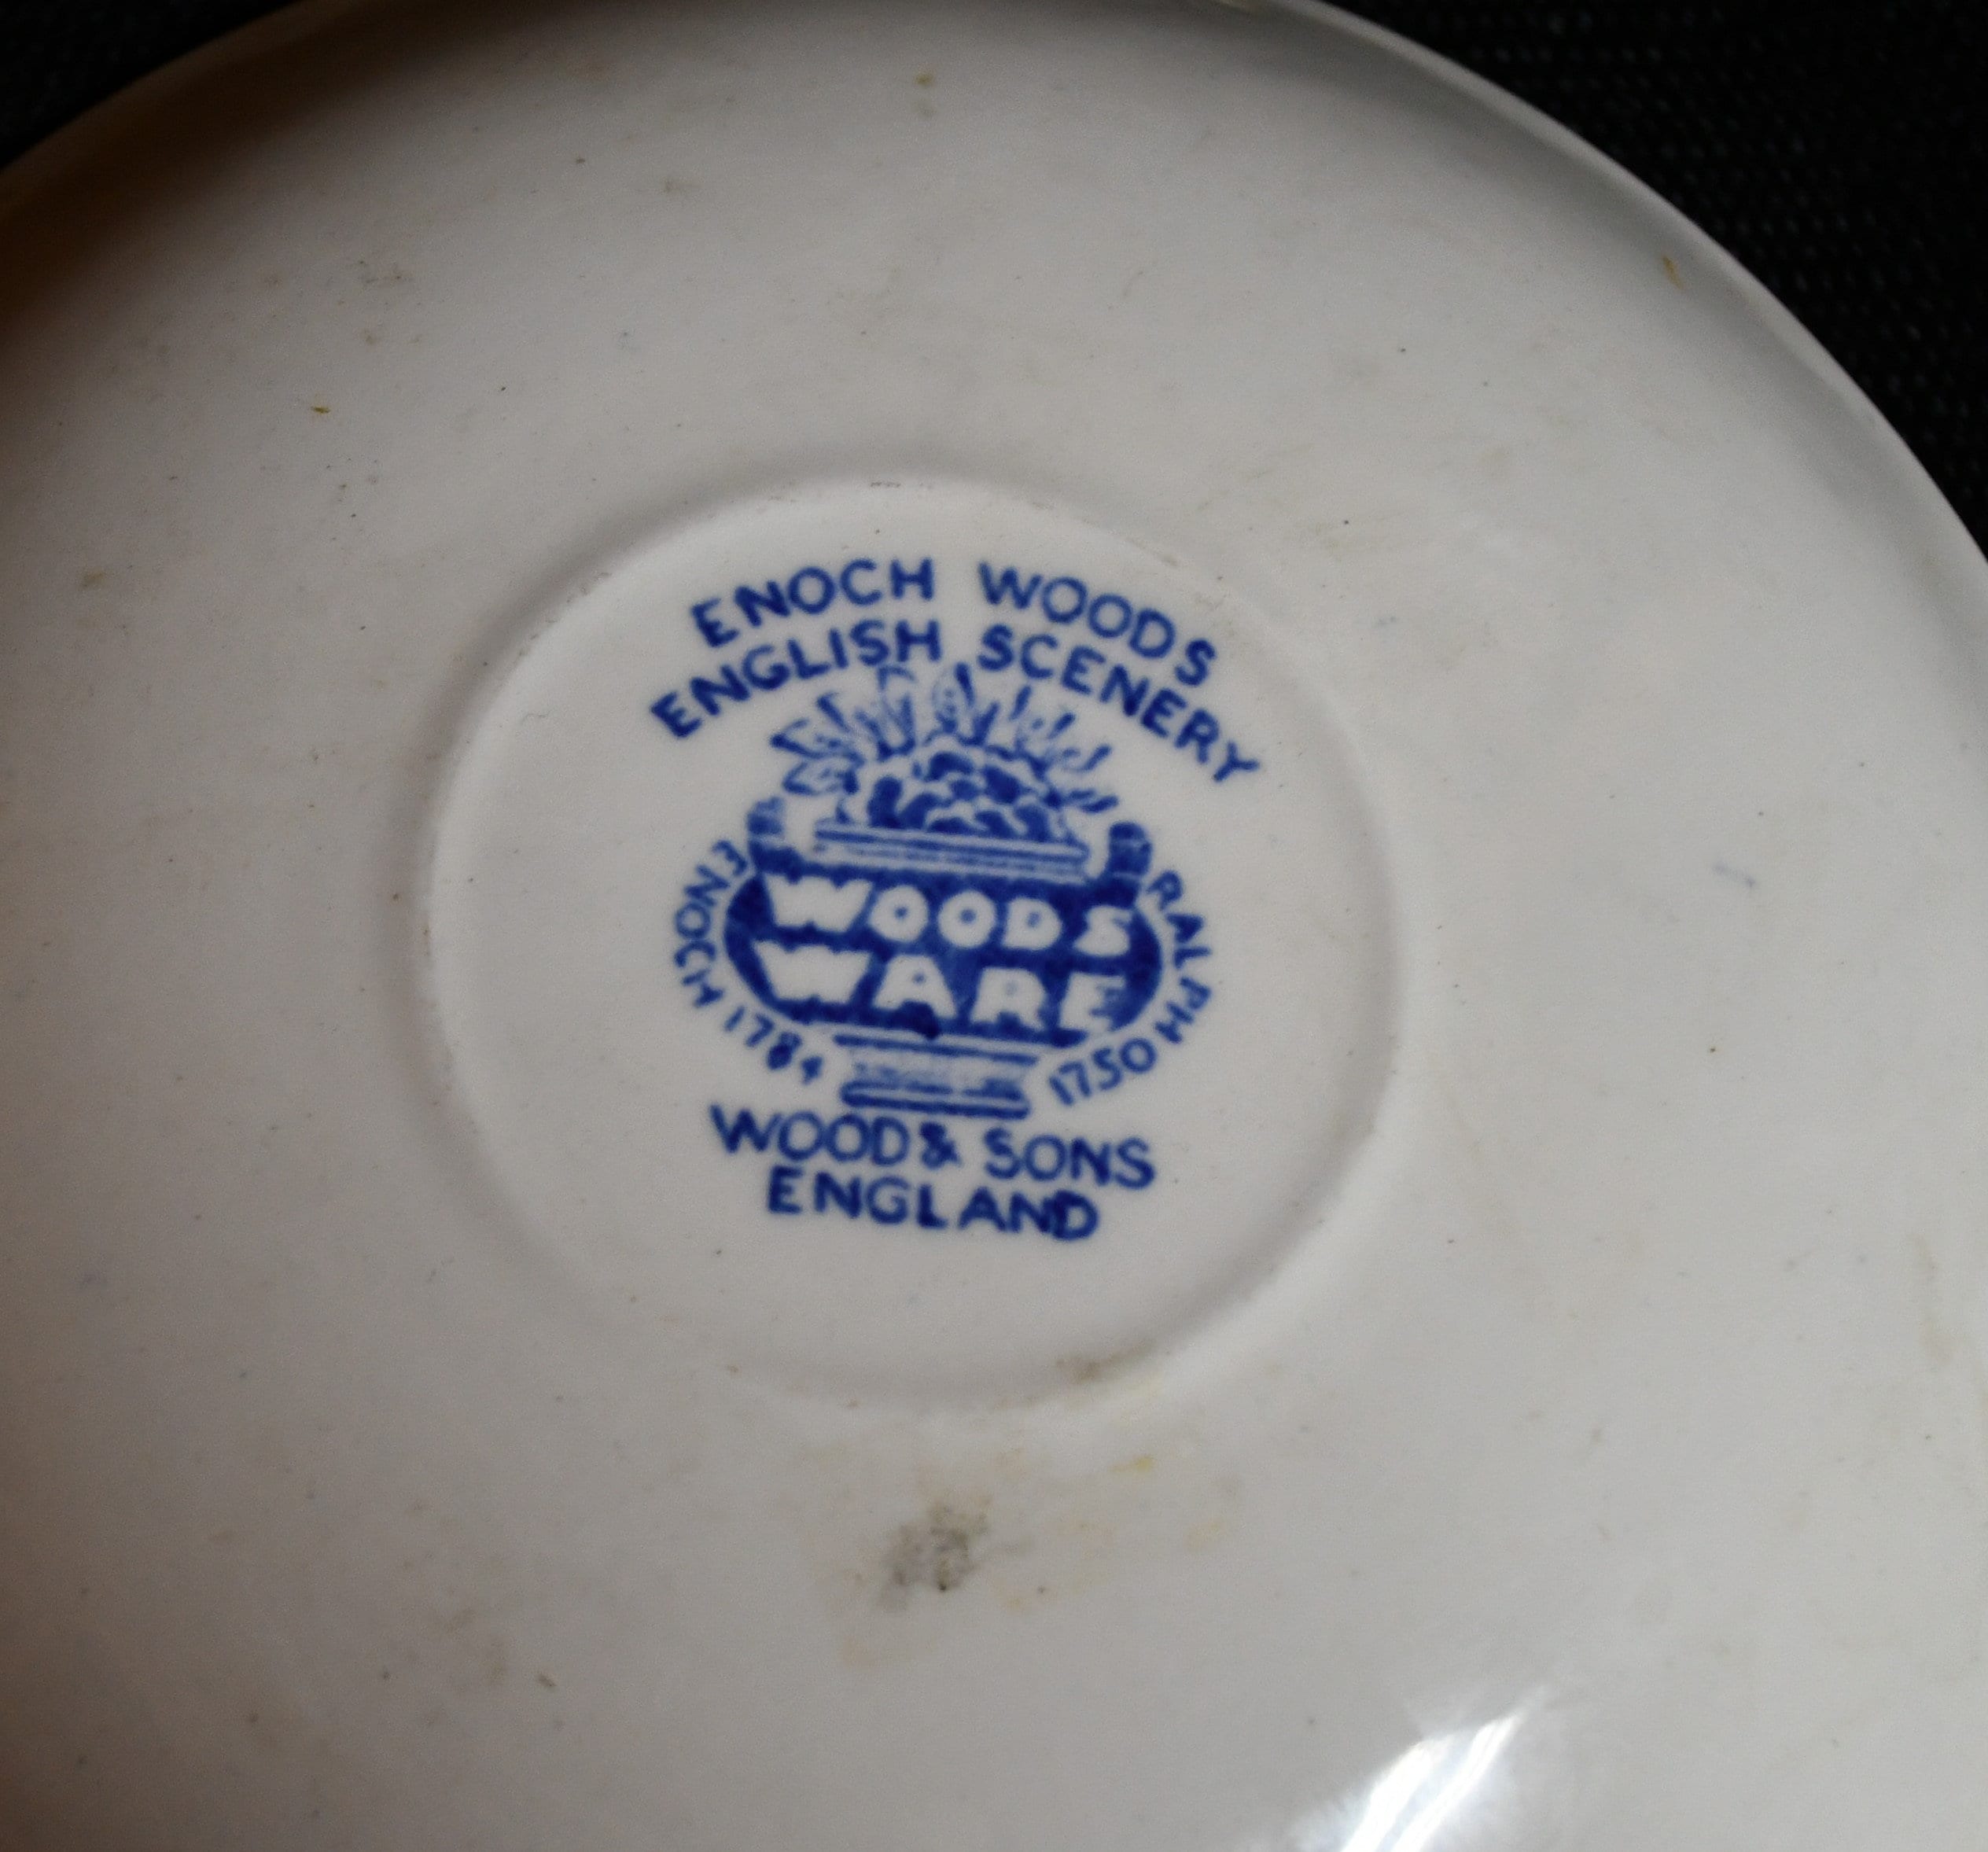 ENOCH WOODS
ENGLISH SCENERY
WOODS
WARE
ENOCH 1784
RALPH 1750
WOOD & SONS
ENGLAND